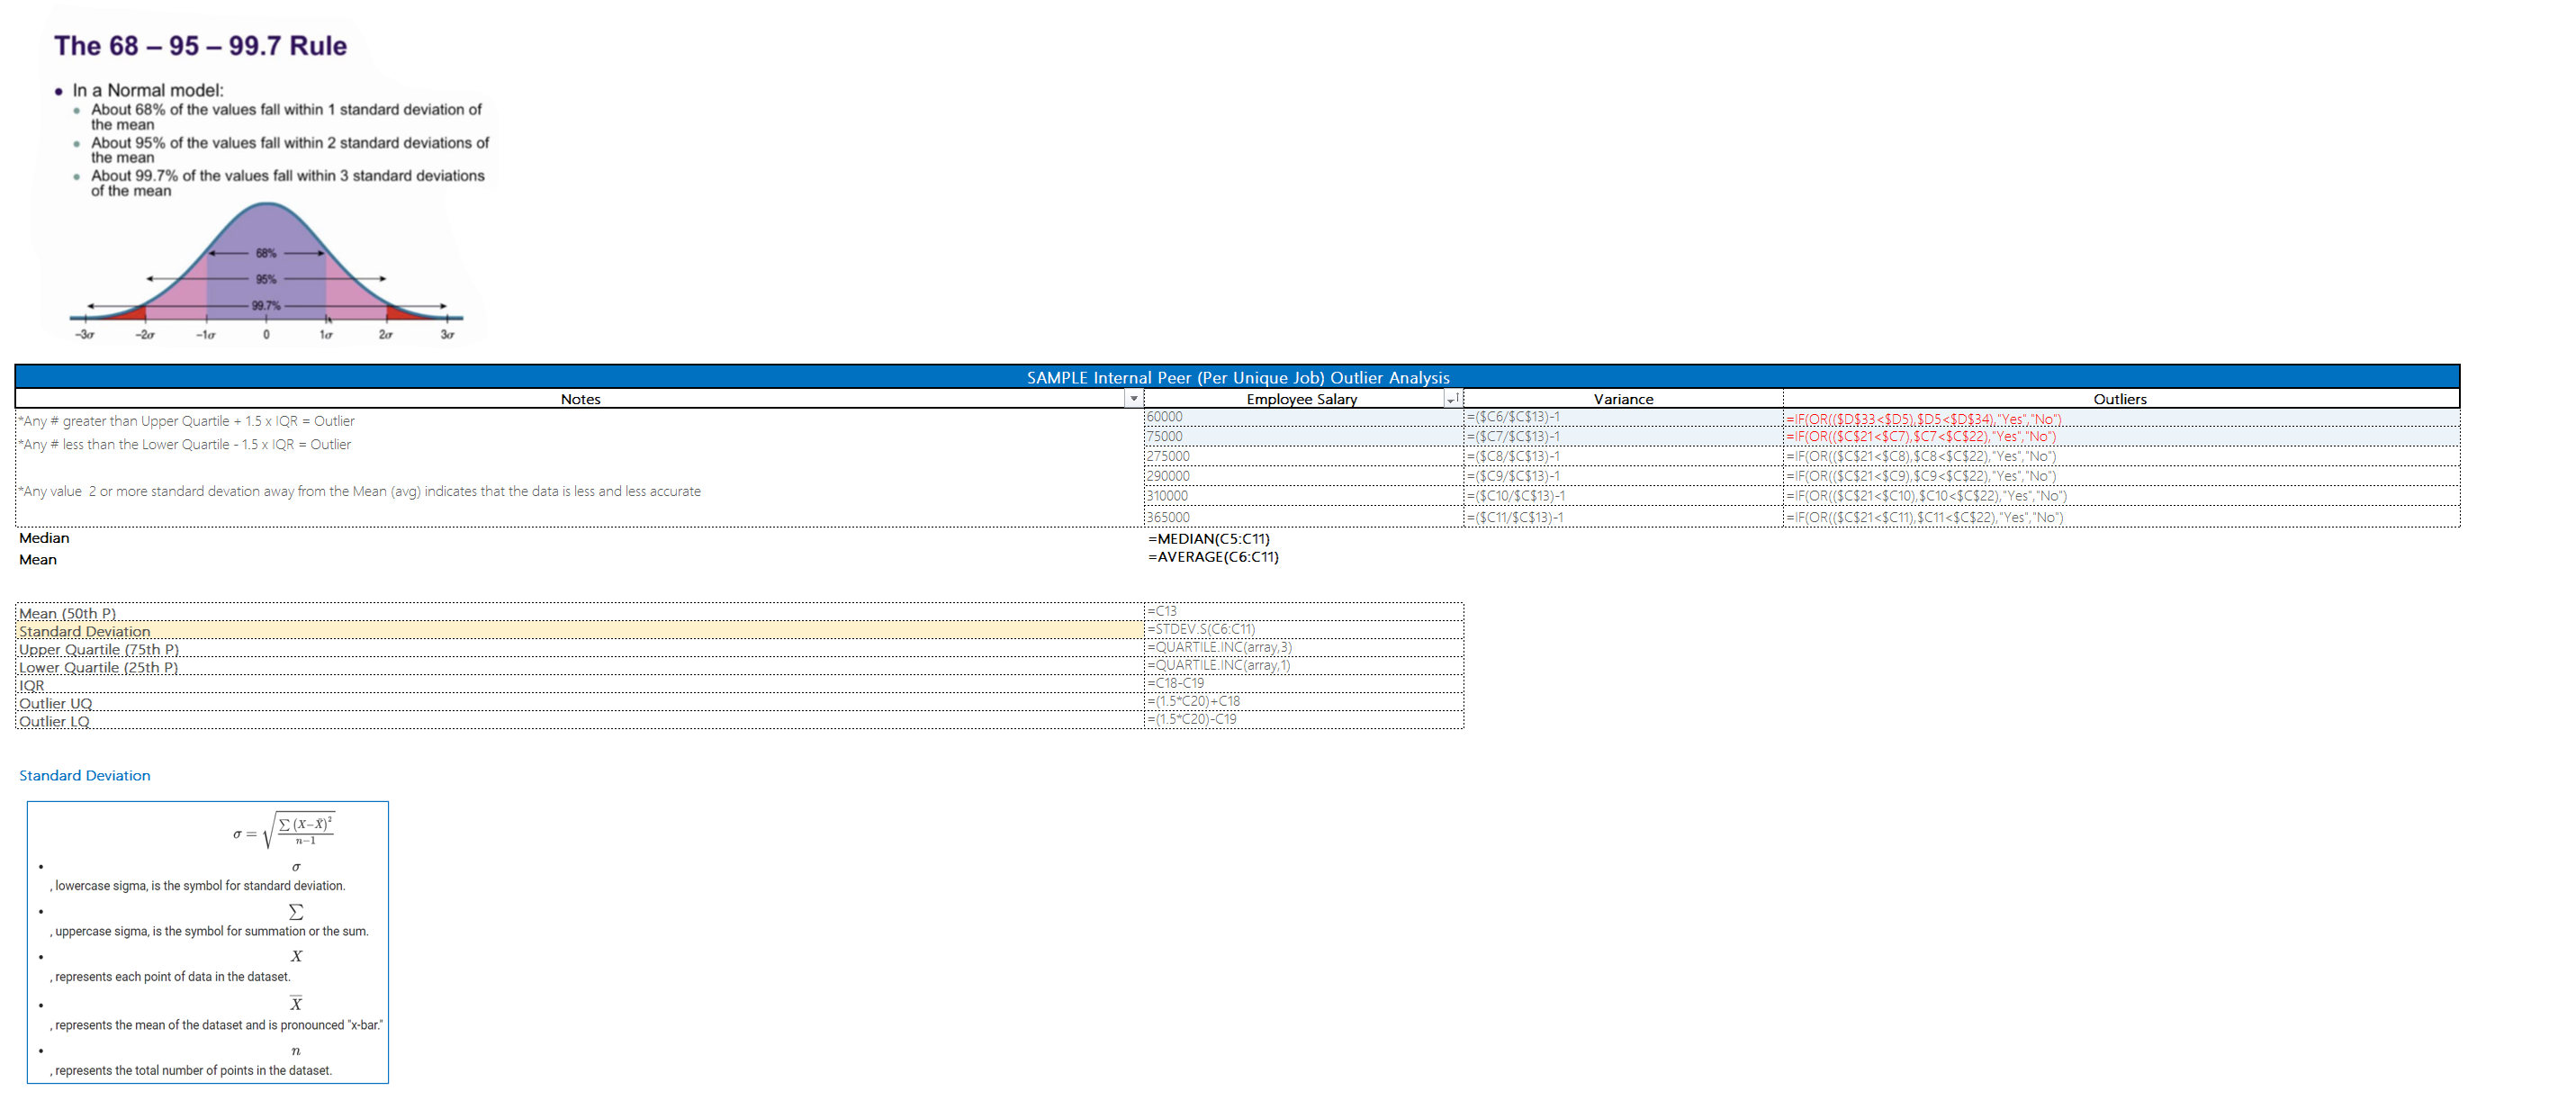 The 68 – 95 – 99.7 Rule
• In a Normal model:
• About 68% of the values fall within 1 standard deviation of
the mean
• About 95% of the values fall within 2 standard deviations of
the mean
• About 99.7% of the values fall within 3 standard deviations
of the mean
68%
95%
99.7%
−3σ −2σ −1σ 0 1σ 2σ 3σ
SAMPLE Internal Peer (Per Unique Job) Outlier Analysis
Notes Employee Salary Variance Outliers
*Any # greater than Upper Quartile + 1.5 x IQR = Outlier
*Any # less than the Lower Quartile - 1.5 x IQR = Outlier
*Any value  2 or more standard devation away from the Mean (avg) indicates that the data is less and less accurate
60000 =($C6/$C$13)-1 =IF(OR(($D$33<$D5),$D5<$D$34),"Yes","No")
75000 =($C7/$C$13)-1 =IF(OR(($C$21<$C7),$C7<$C$22),"Yes","No")
275000 =($C8/$C$13)-1 =IF(OR(($C$21<$C8),$C8<$C$22),"Yes","No")
290000 =($C9/$C$13)-1 =IF(OR(($C$21<$C9),$C9<$C$22),"Yes","No")
310000 =($C10/$C$13)-1 =IF(OR(($C$21<$C10),$C10<$C$22),"Yes","No")
365000 =($C11/$C$13)-1 =IF(OR(($C$21<$C11),$C11<$C$22),"Yes","No")
Median =MEDIAN(C5:C11)
Mean =AVERAGE(C6:C11)
Mean (50th P) =C13
Standard Deviation =STDEV.S(C6:C11)
Upper Quartile (75th P) =QUARTILE.INC(array,3)
Lower Quartile (25th P) =QUARTILE.INC(array,1)
IQR =C18-C19
Outlier UQ =(1.5*C20)+C18
Outlier LQ =(1.5*C20)-C19
Standard Deviation
σ = √(∑(X−X̄)²/(n−1))
• σ
, lowercase sigma, is the symbol for standard deviation.
• ∑
, uppercase sigma, is the symbol for summation or the sum.
• X
, represents each point of data in the dataset.
• X̄
, represents the mean of the dataset and is pronounced "x-bar."
• n
, represents the total number of points in the dataset.